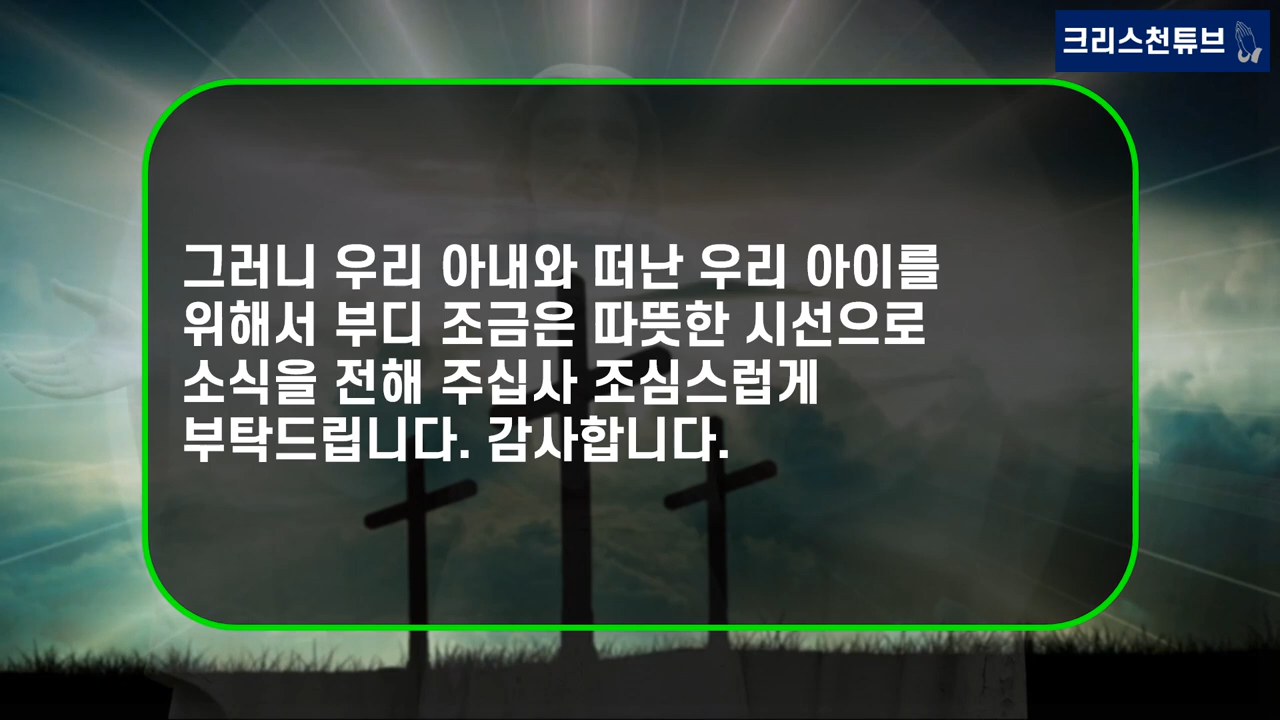 크리스천튜브
그러니 우리 아내와 떠난 우리 아이를
위해서 부디 조금은 따뜻한 시선으로
소식을 전해 주십사 조심스럽게
부탁드립니다. 감사합니다.